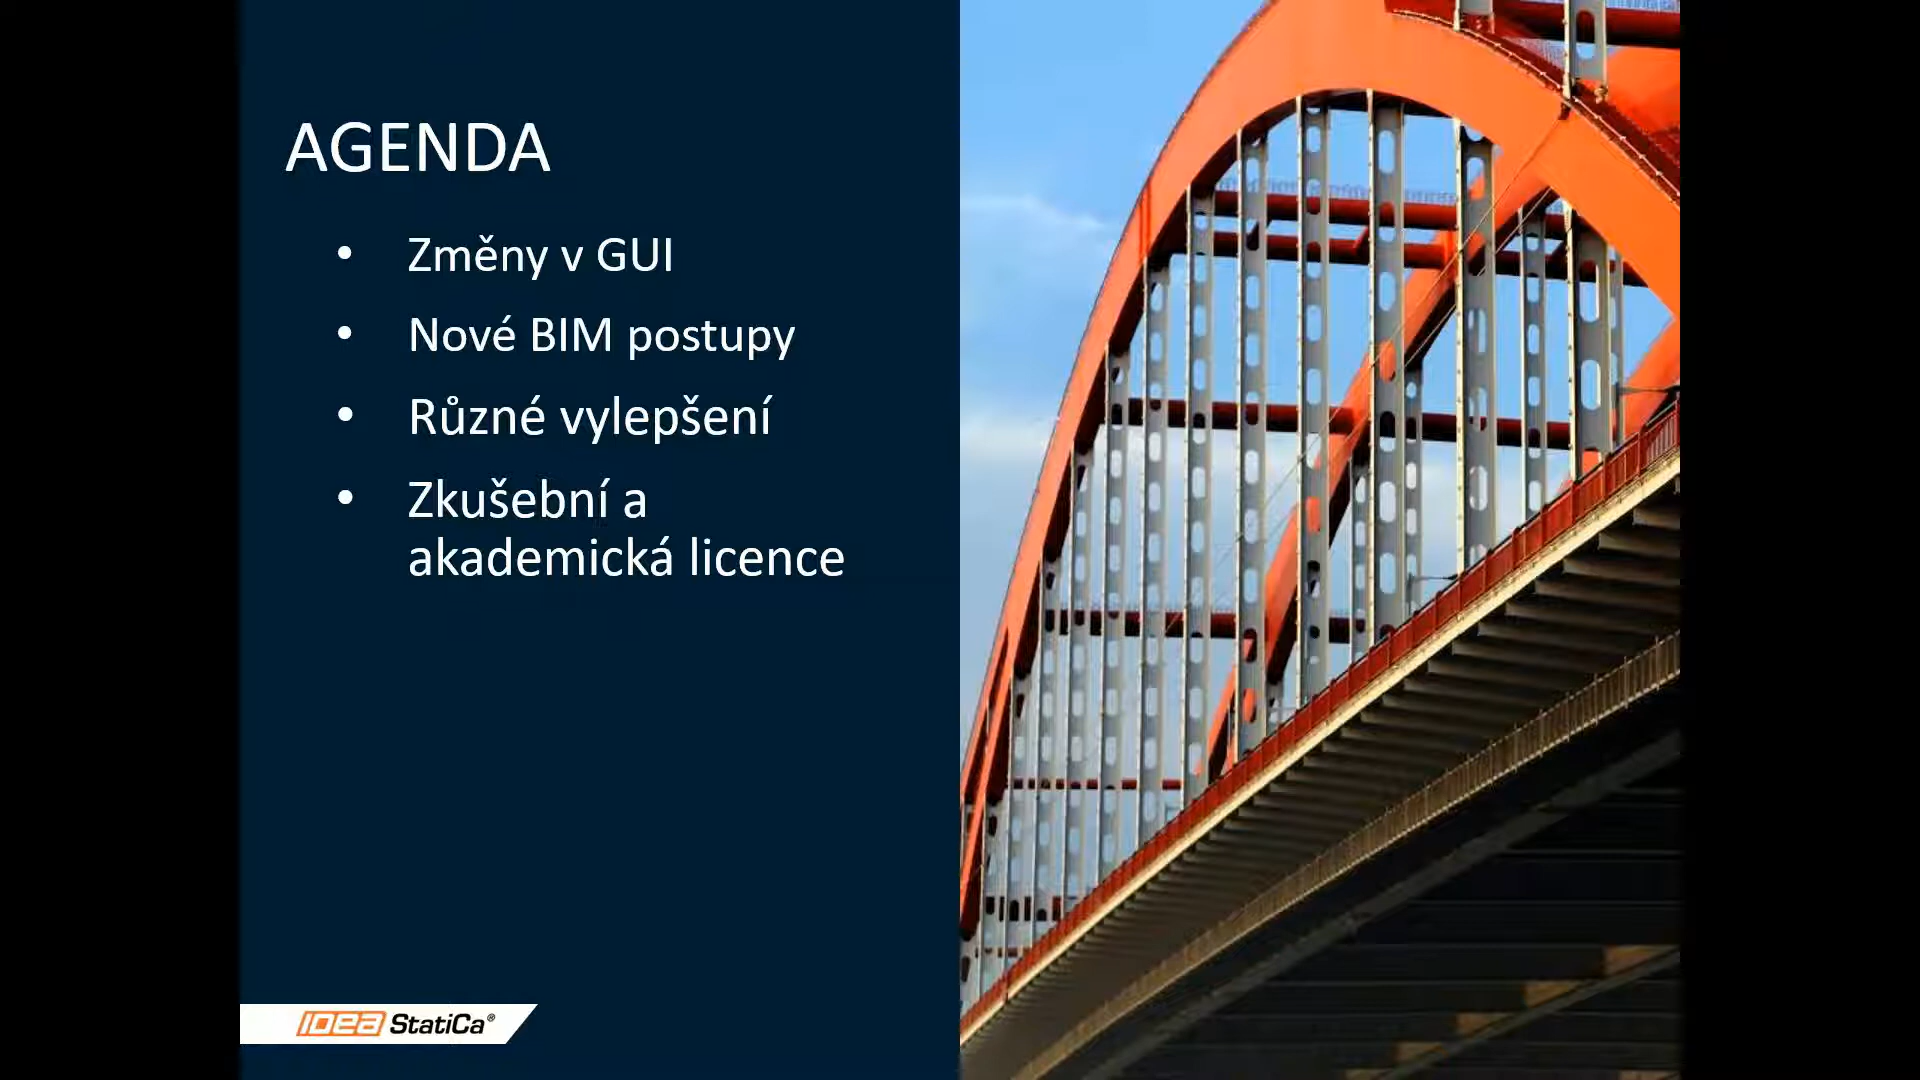 AGENDA
• Změny v GUI
• Nové BIM postupy
• Různé vylepšení
• Zkušební a
akademická licence
IDEA StatiCa®